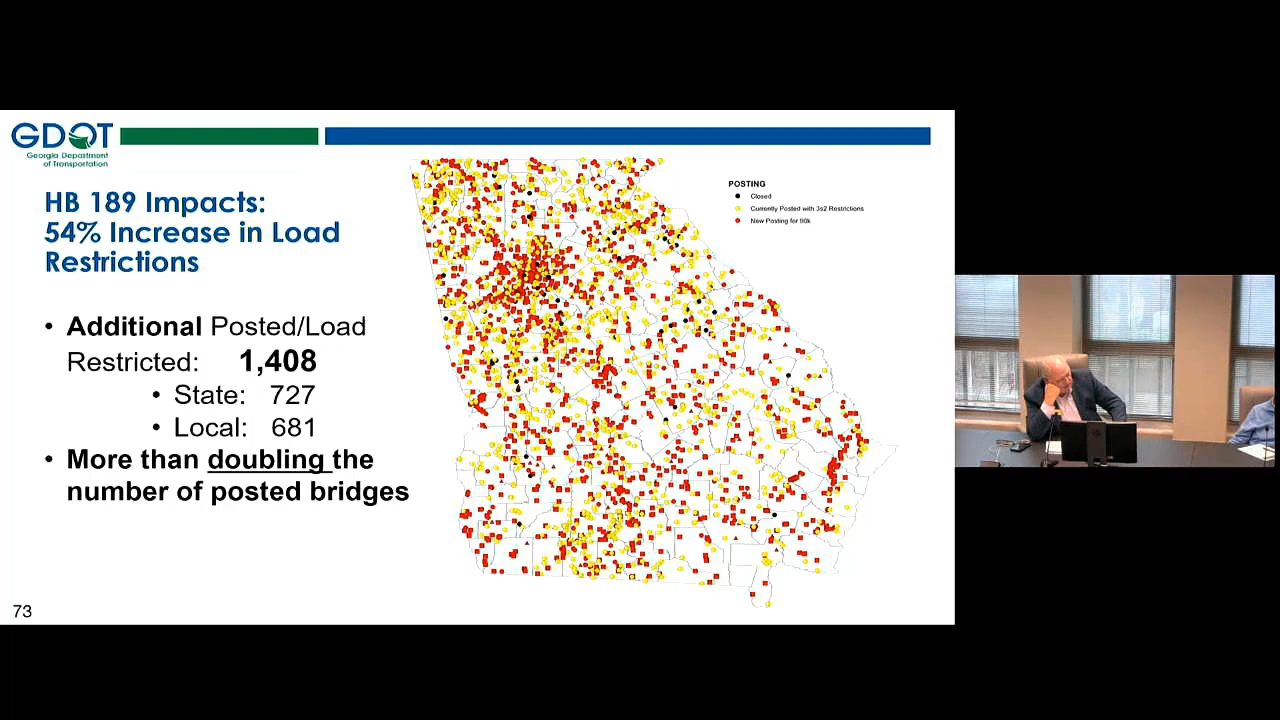 GDOT
Georgia Department
of Transportation
HB 189 Impacts:
54% Increase in Load
Restrictions
• Additional Posted/Load
Restricted: 1,408
• State: 727
• Local: 681
• More than doubling the
number of posted bridges
POSTING
Closed
Currently Posted with 3s2 Restrictions
New Posting for 90k
73